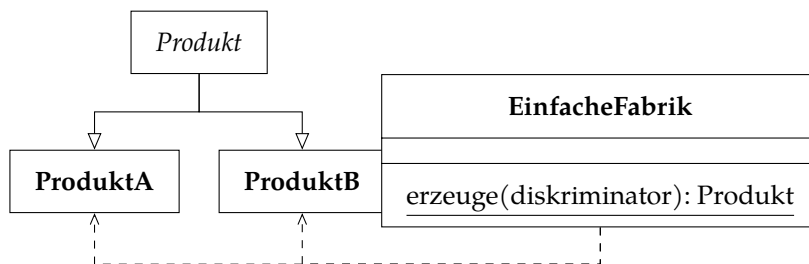 Produkt
EinfacheFabrik
ProduktA
ProduktB
erzeuge(diskriminator): Produkt